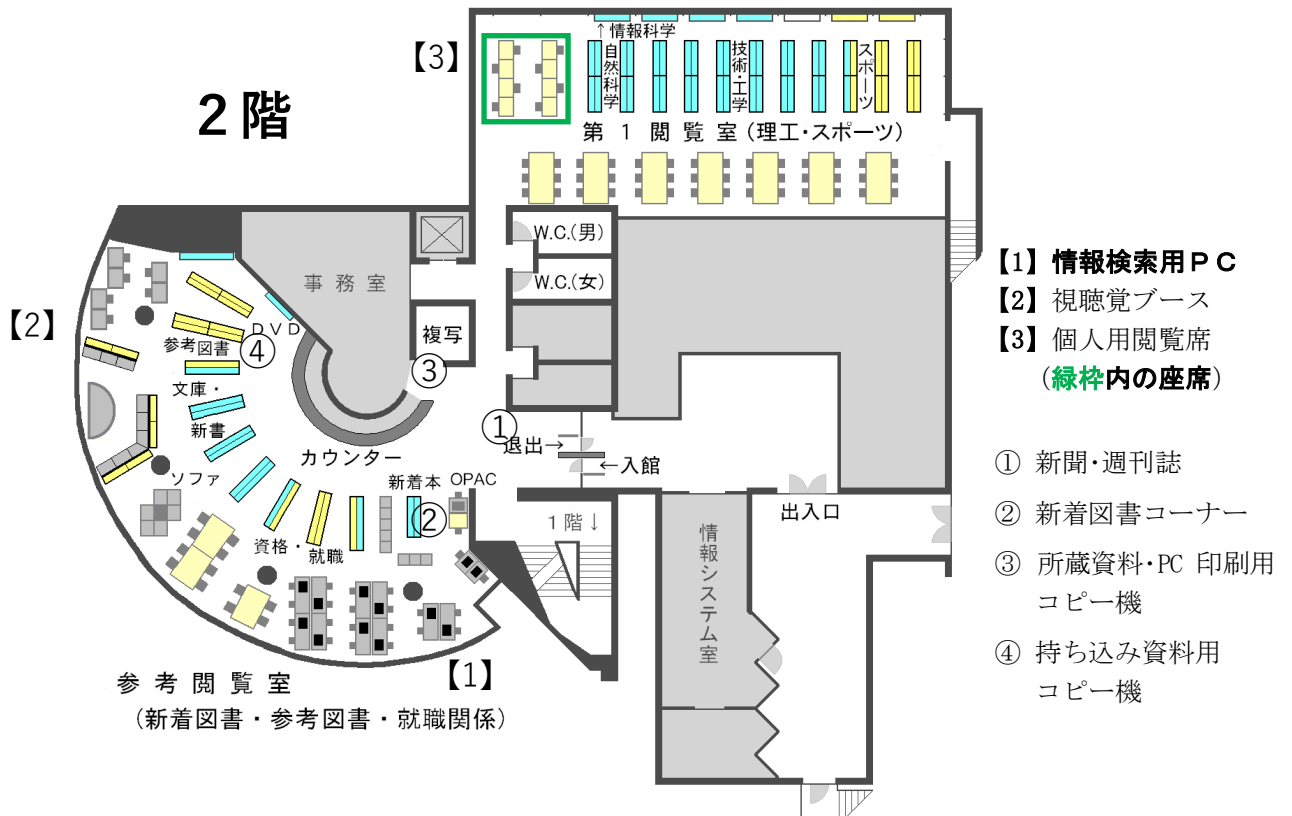 2階
【3】
↑情報科学
自然科学
技術・工学
スポーツ
第1閲覧室(理工・スポーツ)
W.C.(男)
W.C.(女)
事務室
複写
③
【2】
DVD
参考図書
④
文庫・
新書
カウンター
①
退出→
←入館
ソファ
新着本
OPAC
②
資格・就職
1階↓
出入口
情報システム室
【1】
参考閲覧室
(新着図書・参考図書・就職関係)
【1】情報検索用PC
【2】視聴覚ブース
【3】個人用閲覧席
(緑枠内の座席)
① 新聞・週刊誌
② 新着図書コーナー
③ 所蔵資料・PC 印刷用
コピー機
④ 持ち込み資料用
コピー機